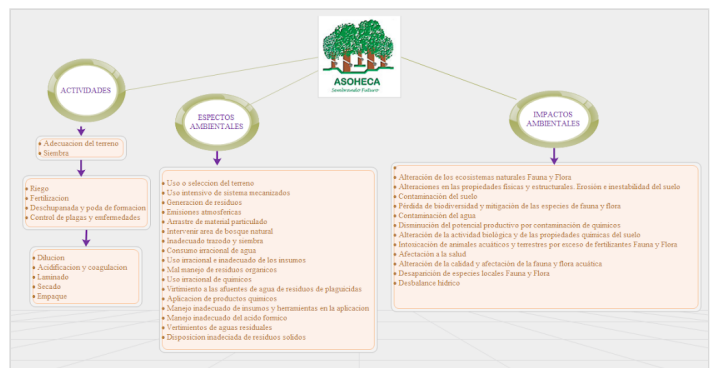 ASOHECA
Sembrando Futuro
ACTIVIDADES
Adecuacion del terreno
Siembra
Riego
Fertilizacion
Deschupanada y poda de formacion
Control de plagas y enfermedades
Dilucion
Acidificacion y coagulacion
Laminado
Secado
Empaque
ESPECTOS
AMBIENTALES
Uso o seleccion del terreno
Uso intensivo de sistema mecanizados
Generacion de residuos
Emisiones atmosfericas
Arrastre de material particulado
Intervenir area de bosque natural
Inadecuado trazodo y siembra
Consumo irracional de agua
Uso irracional e inadecuado de los insumos
Mal manejo de residuos organicos
Uso irracional de quimicos
Virtimiento a las afuentes de agua de residuos de plaguicidas
Aplicacion de productos quimicos
Manejo inadecuado de insumos y herramientas en la aplicacion
Manejo inadecuado del acido formico
Vertimientos de aguas residuales
Disposicion inadeciada de residuos solidos
IMPACTOS
AMBIENTALES
Alteración de los ecosistemas naturales Fauna y Flora
Alteraciones en las propiedades físicas y estructurales. Erosión e inestabilidad del suelo
Contaminación del suelo
Pérdida de biodiversidad y mitigación de las especies de fauna y flora
Contaminación del agua
Disminución del potencial productivo por contaminación de químicos
Alteración de la actividad biológica y de las propiedades químicas del suelo
Intoxicación de animales acuáticos y terrestres por exceso de fertilizantes Fauna y Flora
Afectación a la salud
Alteración de la calidad y afectación de la fauna y flora acuática
Desaparición de especies locales Fauna y Flora
Desbalance hídrico